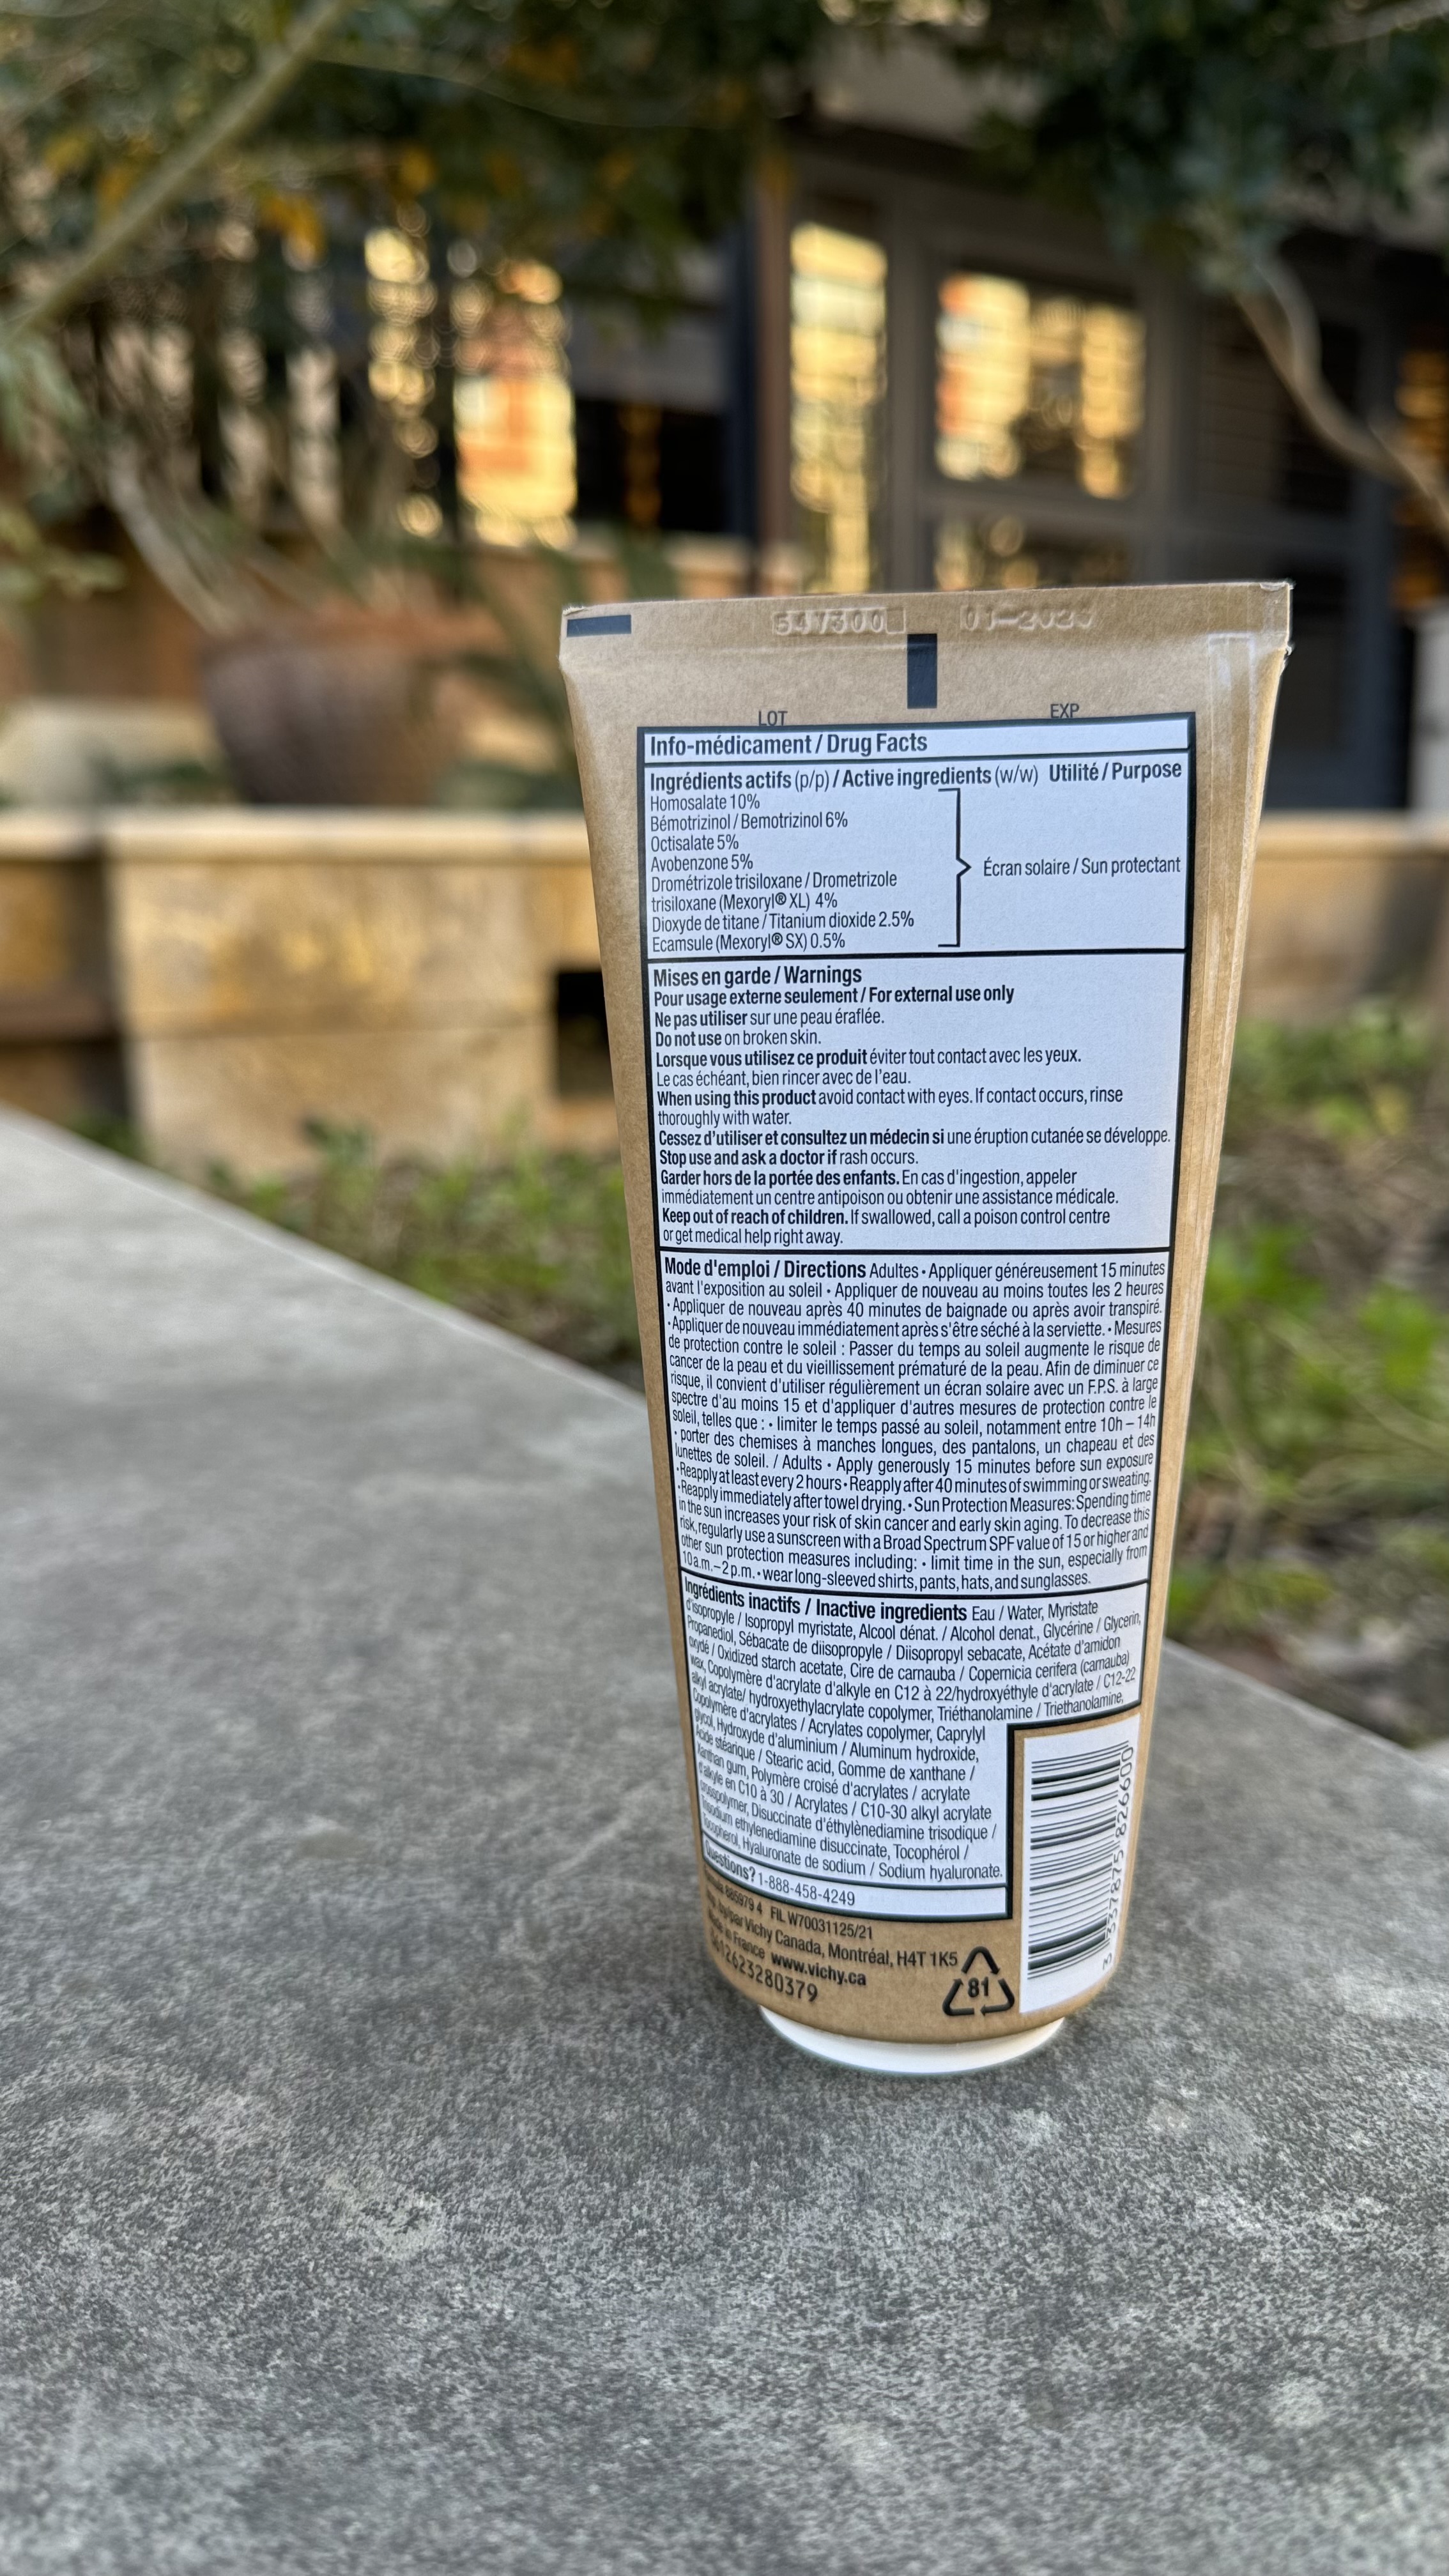 LOT
EXP
Info-médicament / Drug Facts
Ingrédients actifs (p/p) / Active ingredients (w/w) Utilité / Purpose
Homosalate 10%
Bémotrizinol / Bemotrizinol 6%
Octisalate 5%
Avobenzone 5%
Drométrizole trisiloxane / Drometrizole
trisiloxane (Mexoryl® XL) 4%
Dioxyde de titane / Titanium dioxide 2.5%
Ecamsule (Mexoryl® SX) 0.5%
Écran solaire / Sun protectant
Mises en garde / Warnings
Pour usage externe seulement / For external use only
Ne pas utiliser sur une peau éraflée.
Do not use on broken skin.
Lorsque vous utilisez ce produit éviter tout contact avec les yeux.
Le cas échéant, bien rincer avec de l'eau.
When using this product avoid contact with eyes. If contact occurs, rinse
thoroughly with water.
Cessez d'utiliser et consultez un médecin si une éruption cutanée se développe.
Stop use and ask a doctor if rash occurs.
Garder hors de la portée des enfants. En cas d'ingestion, appeler
immédiatement un centre antipoison ou obtenir une assistance médicale.
Keep out of reach of children. If swallowed, call a poison control centre
or get medical help right away.
Mode d'emploi / Directions Adultes • Appliquer généreusement 15 minutes
avant l'exposition au soleil • Appliquer de nouveau au moins toutes les 2 heures
• Appliquer de nouveau après 40 minutes de baignade ou après avoir transpiré.
• Appliquer de nouveau immédiatement après s'être séché à la serviette. • Mesures
de protection contre le soleil : Passer du temps au soleil augmente le risque de
cancer de la peau et du vieillissement prématuré de la peau. Afin de diminuer ce
risque, il convient d'utiliser régulièrement un écran solaire avec un F.P.S. à large
spectre d'au moins 15 et d'appliquer d'autres mesures de protection contre le
soleil, telles que : • limiter le temps passé au soleil, notamment entre 10h – 14h
• porter des chemises à manches longues, des pantalons, un chapeau et des
lunettes de soleil. / Adults • Apply generously 15 minutes before sun exposure
• Reapply at least every 2 hours • Reapply after 40 minutes of swimming or sweating.
• Reapply immediately after towel drying. • Sun Protection Measures: Spending time
in the sun increases your risk of skin cancer and early skin aging. To decrease this
risk, regularly use a sunscreen with a Broad Spectrum SPF value of 15 or higher and
other sun protection measures including: • limit time in the sun, especially from
10 a.m. – 2 p.m. • wear long-sleeved shirts, pants, hats, and sunglasses.
Ingrédients inactifs / Inactive ingredients Eau / Water, Myristate
d'isopropyle / Isopropyl myristate, Alcool dénat. / Alcohol denat., Glycérine / Glycerin,
Propanediol, Sébacate de diisopropyle / Diisopropyl sebacate, Acétate d'amidon
oxydé / Oxidized starch acetate, Cire de carnauba / Copernicia cerifera (carnauba)
wax, Copolymère d'acrylate d'alkyle en C12 à 22/hydroxyéthyle d'acrylate / C12-22
alkyl acrylate/ hydroxyethylacrylate copolymer, Triéthanolamine / Triethanolamine,
Copolymère d'acrylates / Acrylates copolymer, Caprylyl
glycol, Hydroxyde d'aluminium / Aluminum hydroxide,
Acide stéarique / Stearic acid, Gomme de xanthane /
Xanthan gum, Polymère croisé d'acrylates / acrylate
d'alkyle en C10 à 30 / Acrylates / C10-30 alkyl acrylate
crosspolymer, Disuccinate d'éthylènediamine trisodique /
Trisodium ethylenediamine disuccinate, Tocophérol /
Tocopherol, Hyaluronate de sodium / Sodium hyaluronate.
Questions? 1-888-458-4249
885979 4 FIL W70031125/21
Vichy Canada, Montréal, H4T 1K5
Made in France www.vichy.ca
81
3 337875 826600